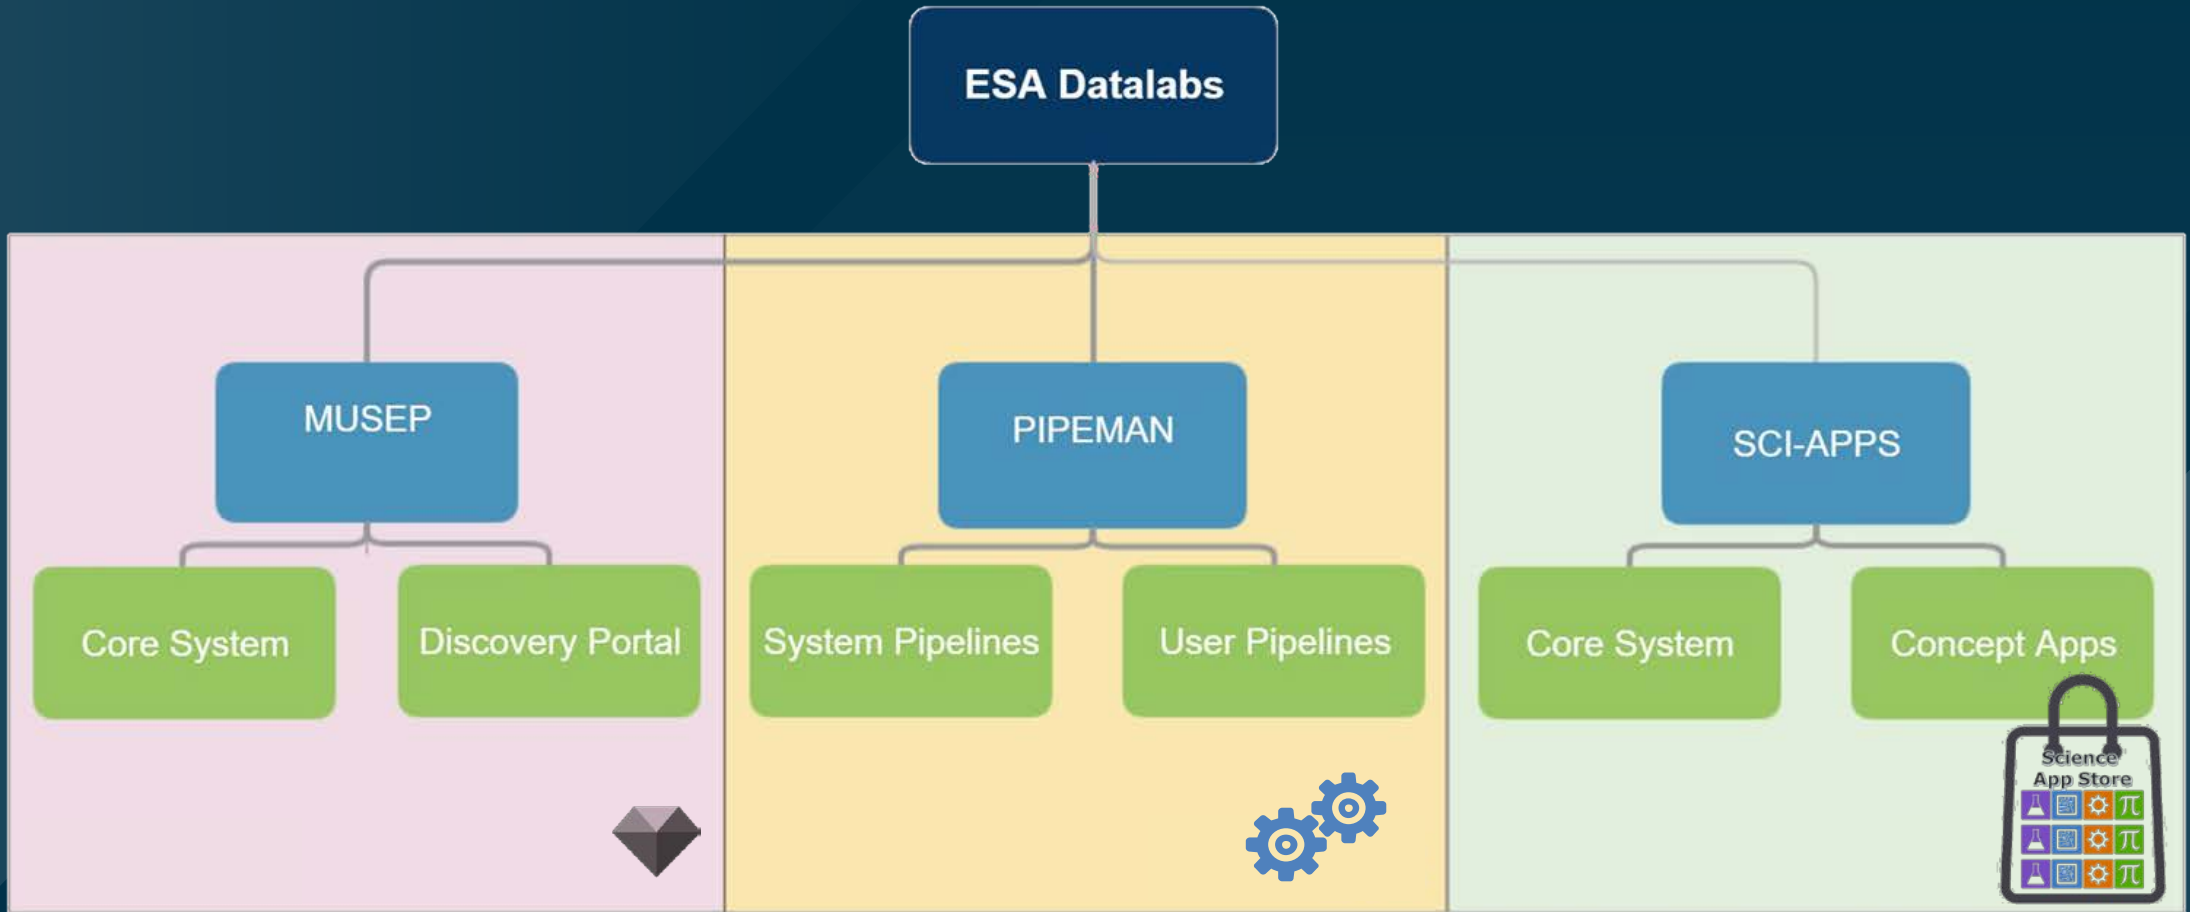 ESA Datalabs
MUSEP
PIPEMAN
SCI-APPS
Core System
Discovery Portal
System Pipelines
User Pipelines
Core System
Concept Apps
Science
App Store
π
π
π